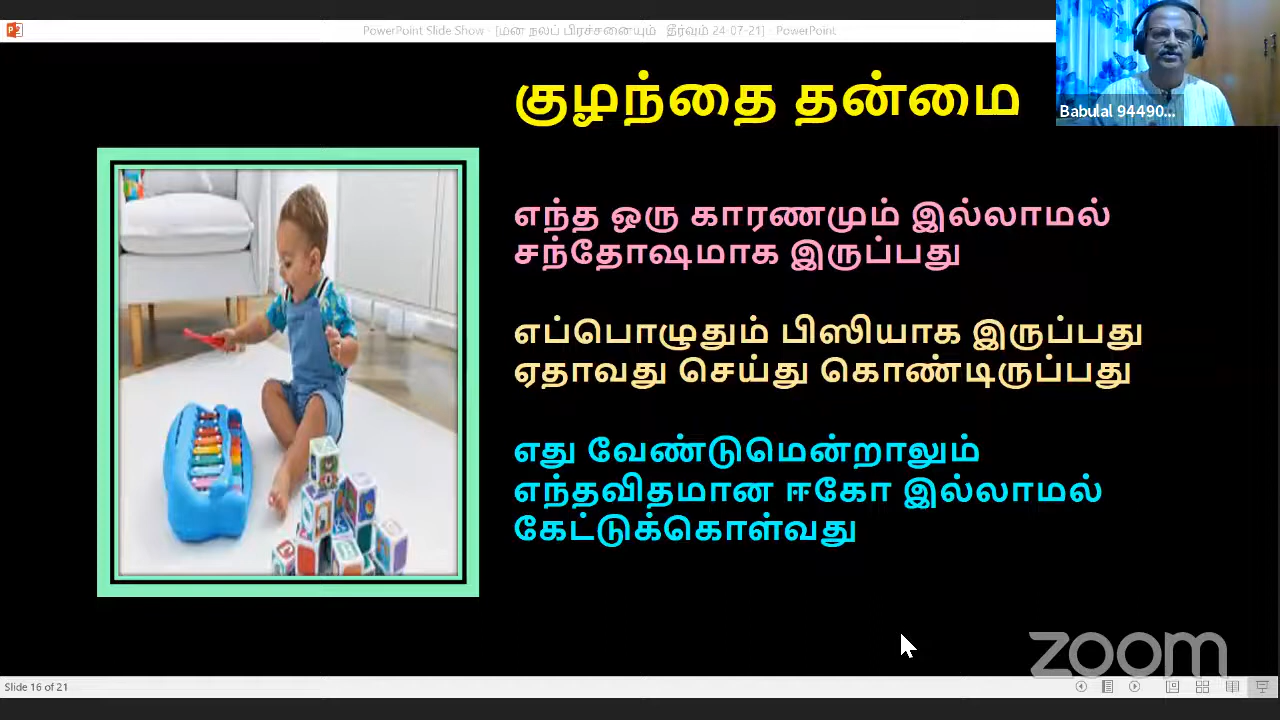 PowerPoint Slide Show - [மன நலப் பிரச்சனையும் தீர்வும் 24-07-21] - PowerPoint
Babulal 94490...
குழந்தை தன்மை
எந்த ஒரு காரணமும் இல்லாமல்
சந்தோஷமாக இருப்பது
எப்பொழுதும் பிஸியாக இருப்பது
ஏதாவது செய்து கொண்டிருப்பது
எது வேண்டுமென்றாலும்
எந்தவிதமான ஈகோ இல்லாமல்
கேட்டுக்கொள்வது
zoom
Slide 16 of 21